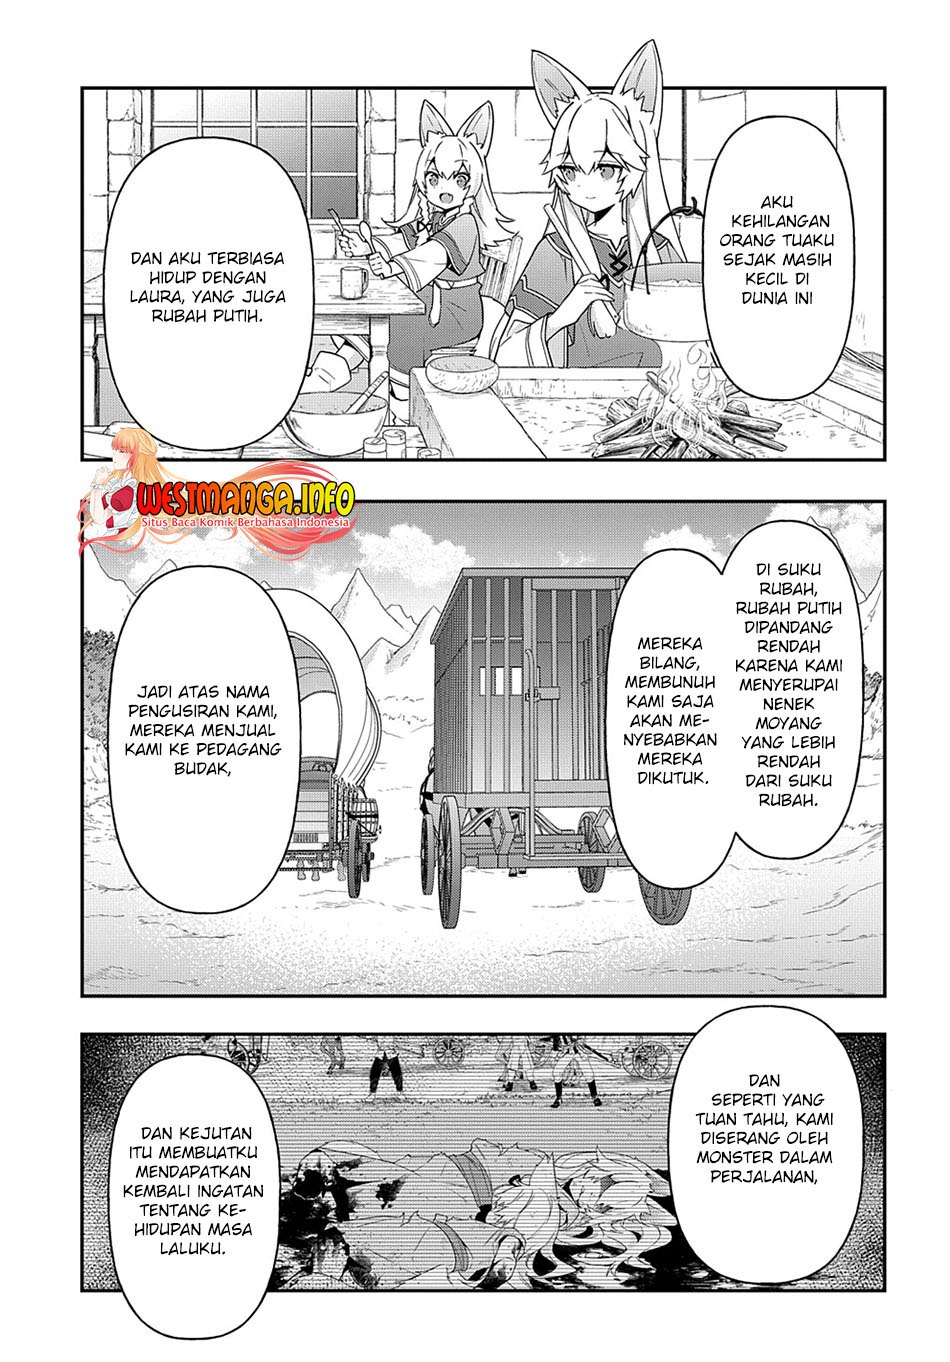 AKU
KEHILANGAN
ORANG TUAKU
SEJAK MASIH
KECIL DI
DUNIA INI
DAN AKU TERBIASA
HIDUP DENGAN
LAURA, YANG JUGA
RUBAH PUTIH.
WESTMANGA.INFO
Situs Baca Komik Berbahasa Indonesia
DI SUKU
RUBAH,
RUBAH PUTIH
DIPANDANG
RENDAH
KARENA KAMI
MENYERUPAI
NENEK
MOYANG
YANG LEBIH
RENDAH
DARI SUKU
RUBAH.
MEREKA
BILANG,
MEMBUNUH
KAMI SAJA
AKAN ME-
NYEBABKAN
MEREKA
DIKUTUK.
JADI ATAS NAMA
PENGUSIRAN KAMI,
MEREKA MENJUAL
KAMI KE PEDAGANG
BUDAK,
DAN
SEPERTI YANG
TUAN TAHU, KAMI
DISERANG OLEH
MONSTER DALAM
PERJALANAN,
DAN KEJUTAN
ITU MEMBUATKU
MENDAPATKAN
KEMBALI INGATAN
TENTANG KE-
HIDUPAN MASA
LALUKU.